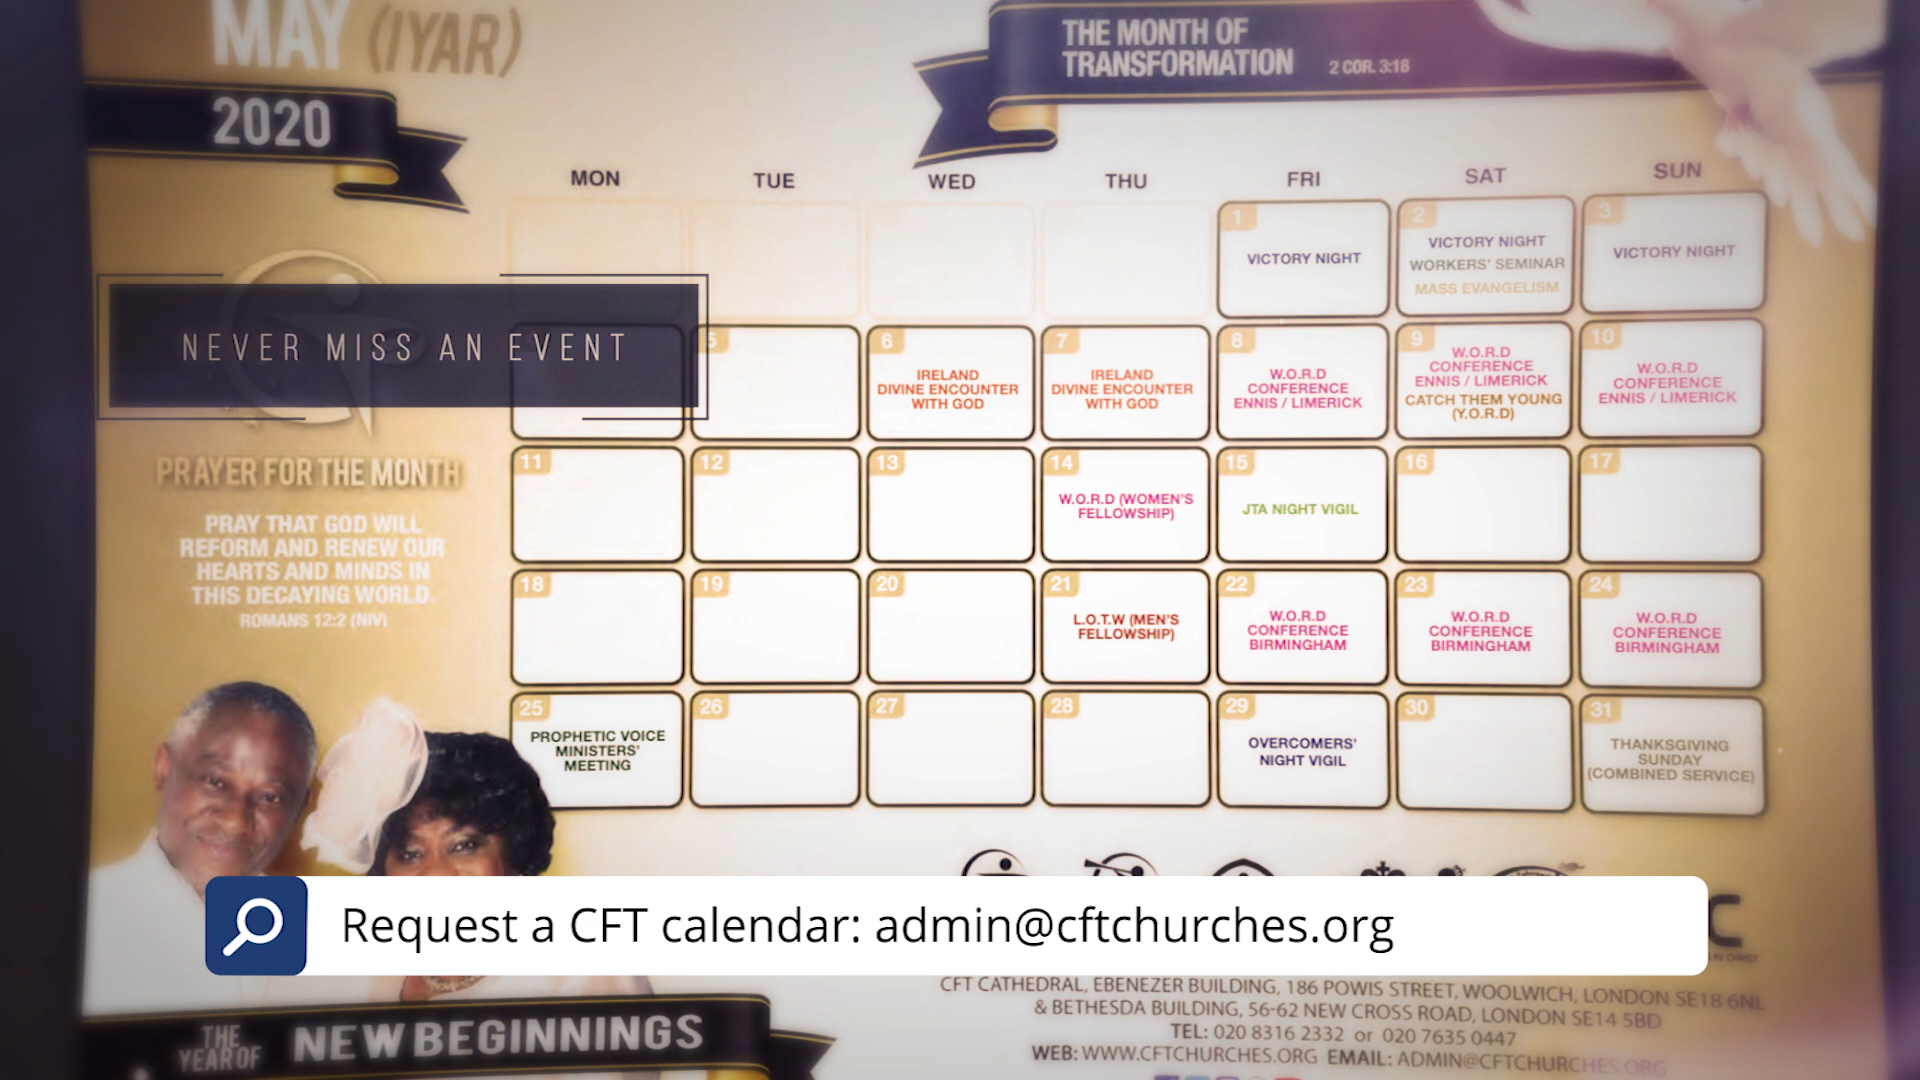 MAY (IYAR)
2020
THE MONTH OF
TRANSFORMATION 2 COR. 3:18
MON TUE WED THU FRI SAT SUN
1
VICTORY NIGHT
2
VICTORY NIGHT
WORKERS' SEMINAR
MASS EVANGELISM
3
VICTORY NIGHT
NEVER MISS AN EVENT
5
6
IRELAND
DIVINE ENCOUNTER
WITH GOD
7
IRELAND
DIVINE ENCOUNTER
WITH GOD
8
W.O.R.D
CONFERENCE
ENNIS / LIMERICK
9
W.O.R.D
CONFERENCE
ENNIS / LIMERICK
CATCH THEM YOUNG
(Y.O.R.D)
10
W.O.R.D
CONFERENCE
ENNIS / LIMERICK
11
12
13
14
W.O.R.D (WOMEN'S
FELLOWSHIP)
15
JTA NIGHT VIGIL
16
17
18
19
20
21
L.O.T.W (MEN'S
FELLOWSHIP)
22
W.O.R.D
CONFERENCE
BIRMINGHAM
23
W.O.R.D
CONFERENCE
BIRMINGHAM
24
W.O.R.D
CONFERENCE
BIRMINGHAM
25
PROPHETIC VOICE
MINISTERS'
MEETING
26
27
28
29
OVERCOMERS'
NIGHT VIGIL
30
31
THANKSGIVING
SUNDAY
(COMBINED SERVICE)
PRAYER FOR THE MONTH
PRAY THAT GOD WILL
REFORM AND RENEW OUR
HEARTS AND MINDS IN
THIS DECAYING WORLD.
ROMANS 12:2 (NIV)
Request a CFT calendar: admin@cftchurches.org
CFT CATHEDRAL, EBENEZER BUILDING, 186 POWIS STREET, WOOLWICH, LONDON SE18 6NL
& BETHESDA BUILDING, 56-62 NEW CROSS ROAD, LONDON SE14 5BD
TEL: 020 8316 2332 or 020 7635 0447
WEB: WWW.CFTCHURCHES.ORG EMAIL: ADMIN@CFTCHURCHES.ORG
THE
YEAR OF
NEW BEGINNINGS